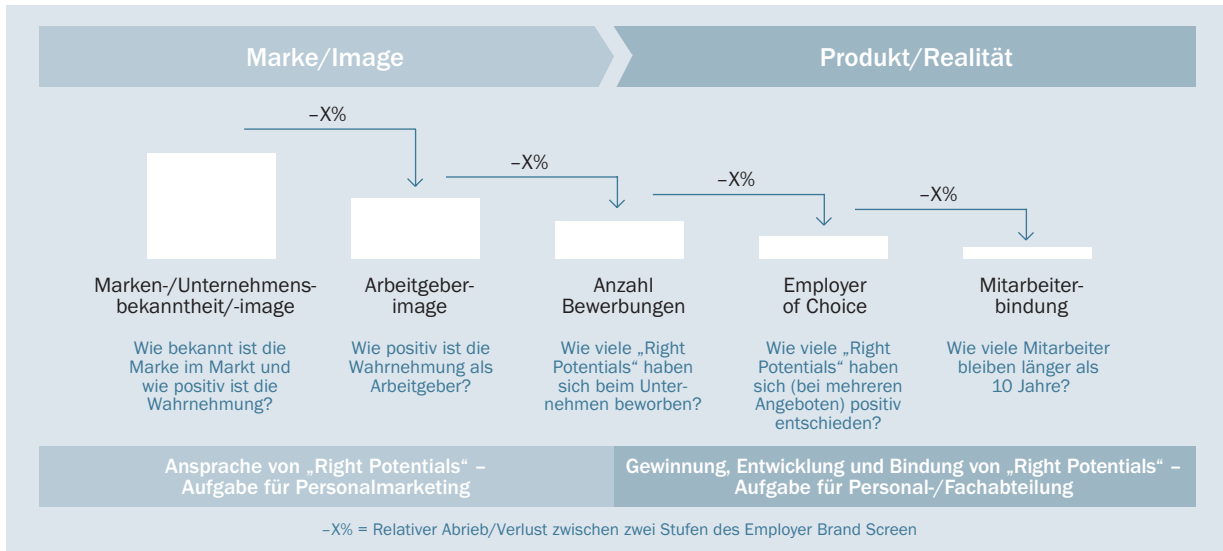 Marke/Image
Produkt/Realität
–X%
–X%
–X%
–X%
Marken-/Unternehmens-
bekanntheit/-image
Arbeitgeber-
image
Anzahl
Bewerbungen
Employer
of Choice
Mitarbeiter-
bindung
Wie bekannt ist die
Marke im Markt und
wie positiv ist die
Wahrnehmung?
Wie positiv ist die
Wahrnehmung als
Arbeitgeber?
Wie viele „Right
Potentials“ haben
sich beim Unter-
nehmen beworben?
Wie viele „Right
Potentials“ haben
sich (bei mehreren
Angeboten) positiv
entschieden?
Wie viele Mitarbeiter
bleiben länger als
10 Jahre?
Ansprache von „Right Potentials“ –
Aufgabe für Personalmarketing
Gewinnung, Entwicklung und Bindung von „Right Potentials“ –
Aufgabe für Personal-/Fachabteilung
–X% = Relativer Abrieb/Verlust zwischen zwei Stufen des Employer Brand Screen